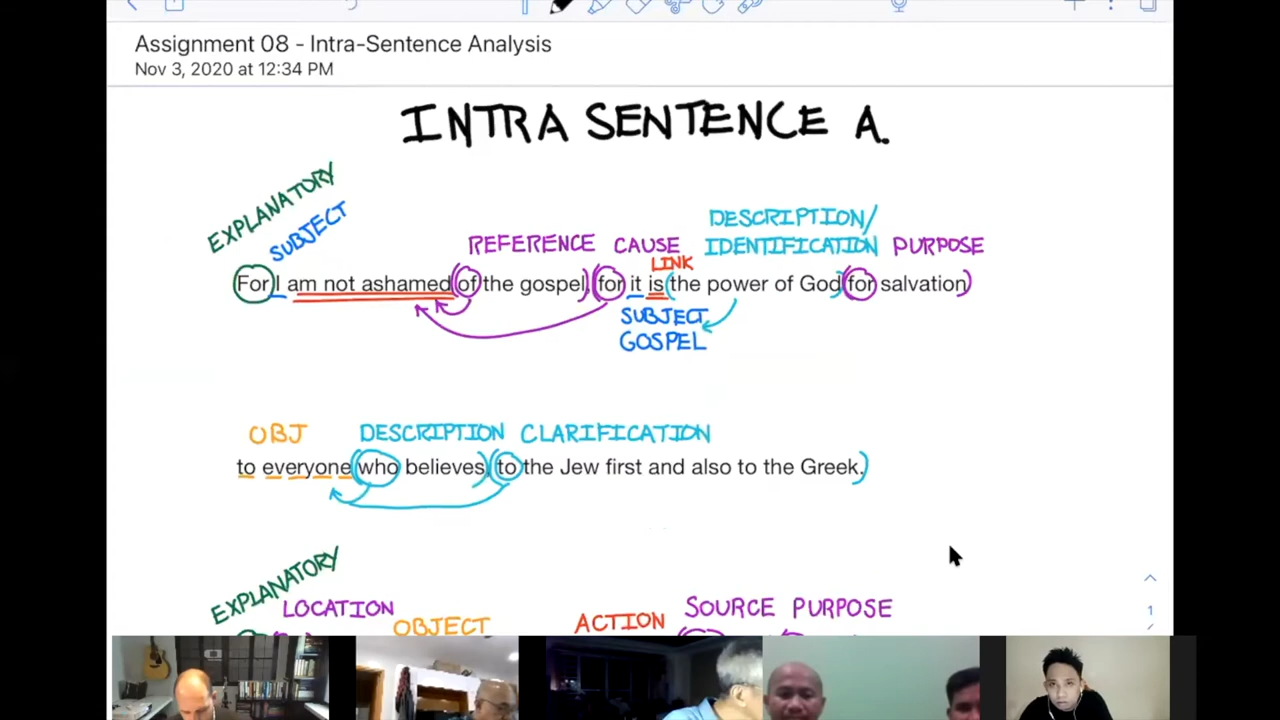 Assignment 08 - Intra-Sentence Analysis
Nov 3, 2020 at 12:34 PM
INTRA SENTENCE A.
EXPLANATORY
SUBJECT
REFERENCE CAUSE DESCRIPTION/ IDENTIFICATION PURPOSE
LINK
For I am not ashamed of the gospel, for it is the power of God for salvation
SUBJECT
GOSPEL
OBJ DESCRIPTION CLARIFICATION
to everyone who believes, to the Jew first and also to the Greek.
EXPLANATORY
LOCATION
OBJECT
ACTION
SOURCE PURPOSE
1